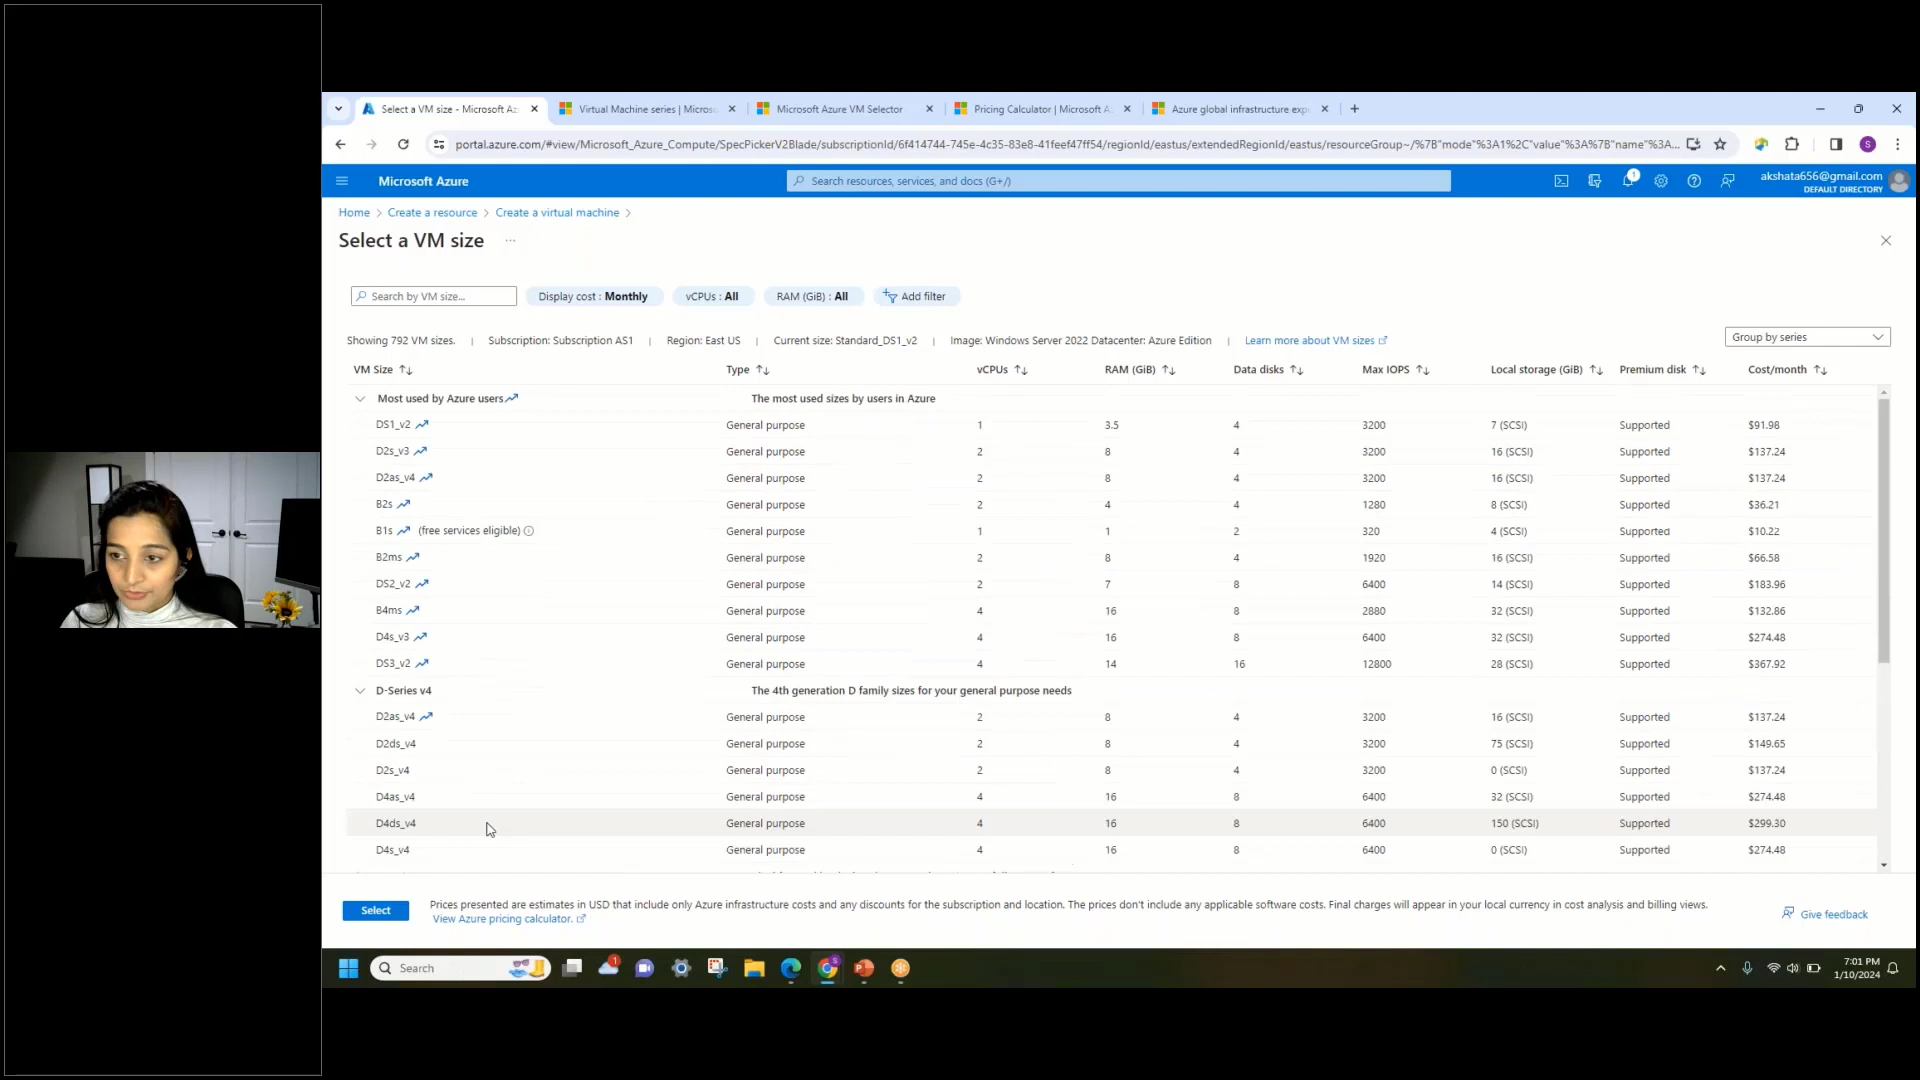 Select a VM size - Microsoft Az
Virtual Machine series | Microso
Microsoft Azure VM Selector
Pricing Calculator | Microsoft A
Azure global infrastructure exp
portal.azure.com/#view/Microsoft_Azure_Compute/SpecPickerV2Blade/subscriptionId/6f414744-745e-4c35-83e8-41feef47ff54/regionId/eastus/extendedRegionId/eastus/resourceGroup~/%7B"mode"%3A1%2C"value"%3A%7B"name"%3A...
S
Microsoft Azure
Search resources, services, and docs (G+/)
1
akshata656@gmail.com
DEFAULT DIRECTORY
Home > Create a resource > Create a virtual machine >
Select a VM size ...
Search by VM size...
Display cost : Monthly
vCPUs : All
RAM (GiB) : All
Add filter
Showing 792 VM sizes. | Subscription: Subscription AS1 | Region: East US | Current size: Standard_DS1_v2 | Image: Windows Server 2022 Datacenter: Azure Edition | Learn more about VM sizes
Group by series
VM Size Type vCPUs RAM (GiB) Data disks Max IOPS Local storage (GiB) Premium disk Cost/month
Most used by Azure users The most used sizes by users in Azure
DS1_v2 General purpose 1 3.5 4 3200 7 (SCSI) Supported $91.98
D2s_v3 General purpose 2 8 4 3200 16 (SCSI) Supported $137.24
D2as_v4 General purpose 2 8 4 3200 16 (SCSI) Supported $137.24
B2s General purpose 2 4 4 1280 8 (SCSI) Supported $36.21
B1s (free services eligible) General purpose 1 1 2 320 4 (SCSI) Supported $10.22
B2ms General purpose 2 8 4 1920 16 (SCSI) Supported $66.58
DS2_v2 General purpose 2 7 8 6400 14 (SCSI) Supported $183.96
B4ms General purpose 4 16 8 2880 32 (SCSI) Supported $132.86
D4s_v3 General purpose 4 16 8 6400 32 (SCSI) Supported $274.48
DS3_v2 General purpose 4 14 16 12800 28 (SCSI) Supported $367.92
D-Series v4 The 4th generation D family sizes for your general purpose needs
D2as_v4 General purpose 2 8 4 3200 16 (SCSI) Supported $137.24
D2ds_v4 General purpose 2 8 4 3200 75 (SCSI) Supported $149.65
D2s_v4 General purpose 2 8 4 3200 0 (SCSI) Supported $137.24
D4as_v4 General purpose 4 16 8 6400 32 (SCSI) Supported $274.48
D4ds_v4 General purpose 4 16 8 6400 150 (SCSI) Supported $299.30
D4s_v4 General purpose 4 16 8 6400 0 (SCSI) Supported $274.48
Select
Prices presented are estimates in USD that include only Azure infrastructure costs and any discounts for the subscription and location. The prices don't include any applicable software costs. Final charges will appear in your local currency in cost analysis and billing views.
View Azure pricing calculator.
Give feedback
Search
1
7:01 PM
1/10/2024